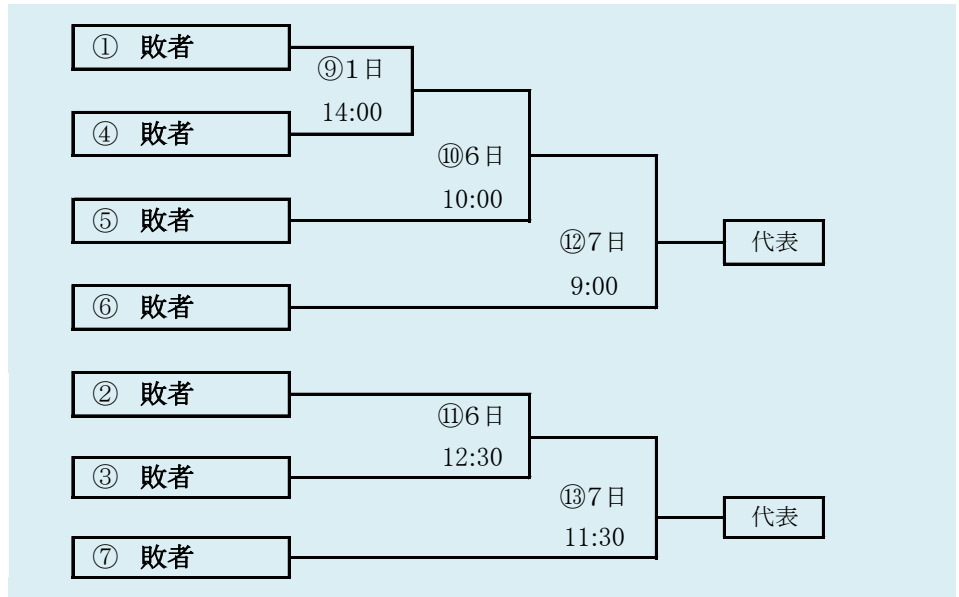 ① 敗者
⑨1日
14:00
④ 敗者
⑩6日
10:00
⑤ 敗者
⑫7日
9:00
代表
⑥ 敗者
② 敗者
⑪6日
12:30
③ 敗者
⑬7日
11:30
代表
⑦ 敗者